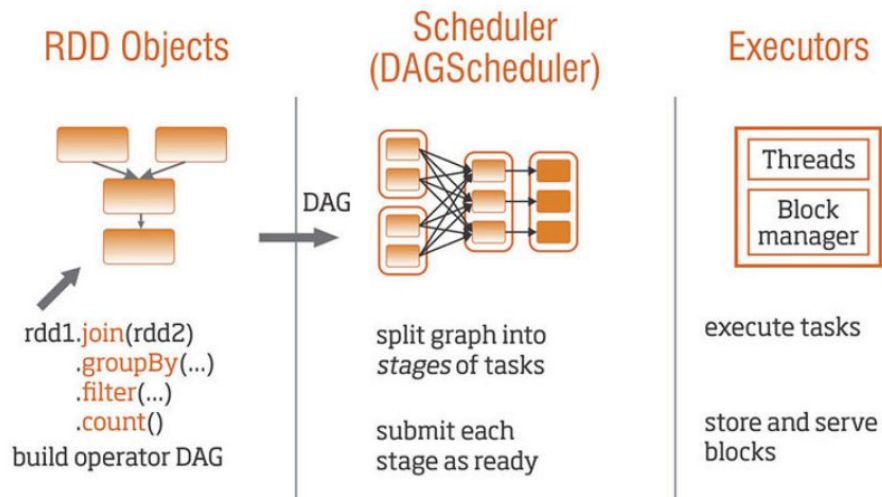 RDD Objects
rdd1.join(rdd2)
.groupBy(...)
.filter(...)
.count()
build operator DAG
DAG
Scheduler
(DAGScheduler)
split graph into
stages of tasks
submit each
stage as ready
Executors
Threads
Block
manager
execute tasks
store and serve
blocks